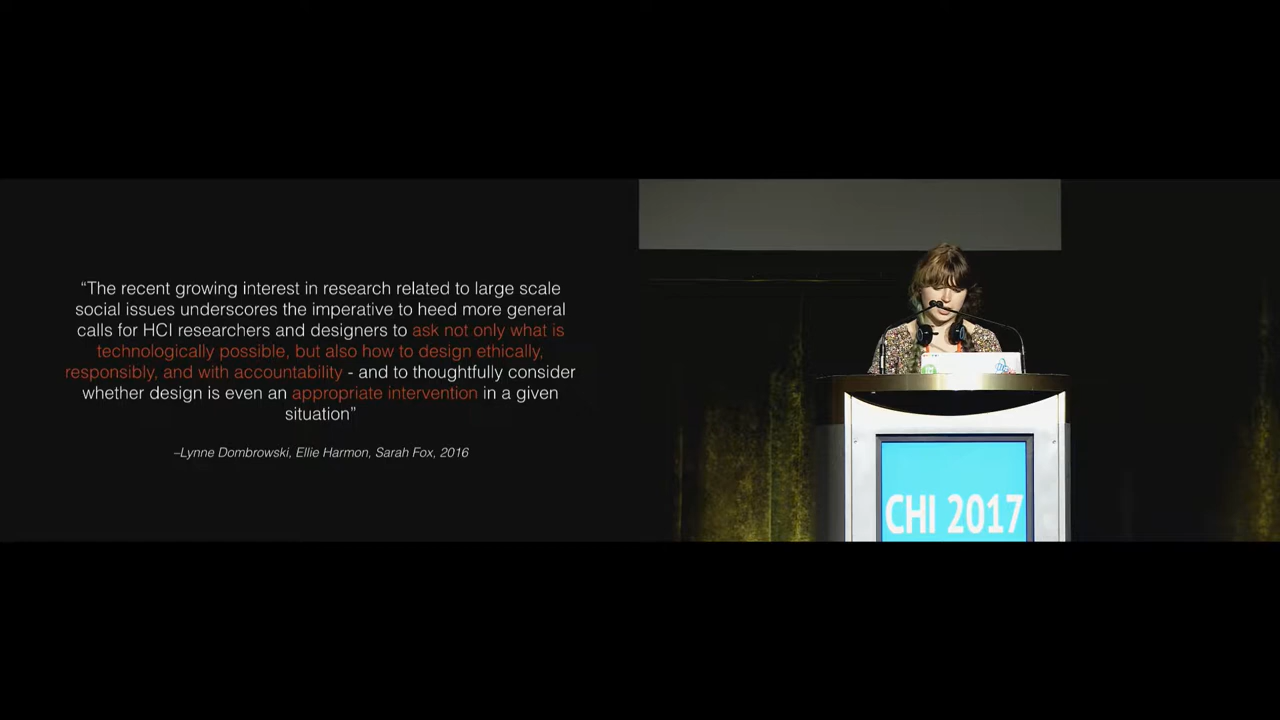 “The recent growing interest in research related to large scale
social issues underscores the imperative to heed more general
calls for HCI researchers and designers to ask not only what is
technologically possible, but also how to design ethically,
responsibly, and with accountability - and to thoughtfully consider
whether design is even an appropriate intervention in a given
situation”
–Lynne Dombrowski, Ellie Harmon, Sarah Fox, 2016
CHI 2017